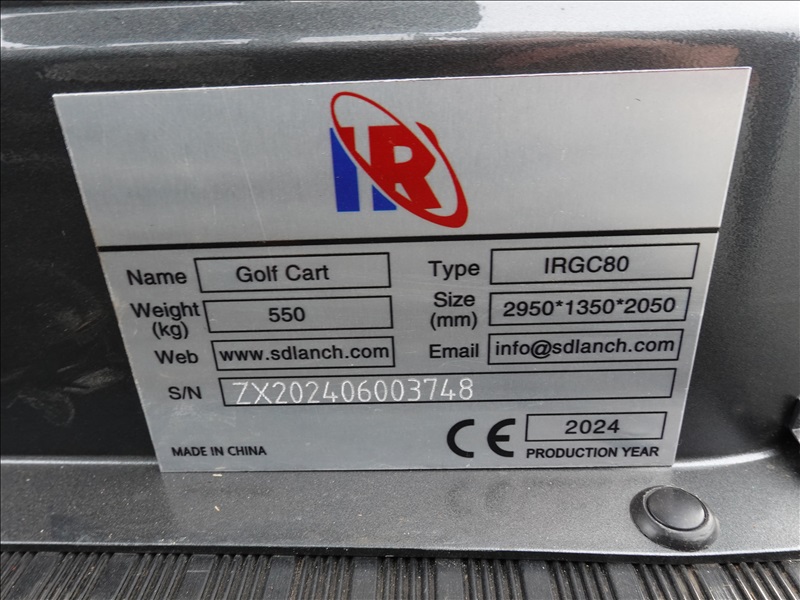 IR
Name Golf Cart Type IRGC80
Weight (kg) 550 Size (mm) 2950*1350*2050
Web www.sdlanch.com Email info@sdlanch.com
S/N ZX202406003748
MADE IN CHINA CE 2024
PRODUCTION YEAR